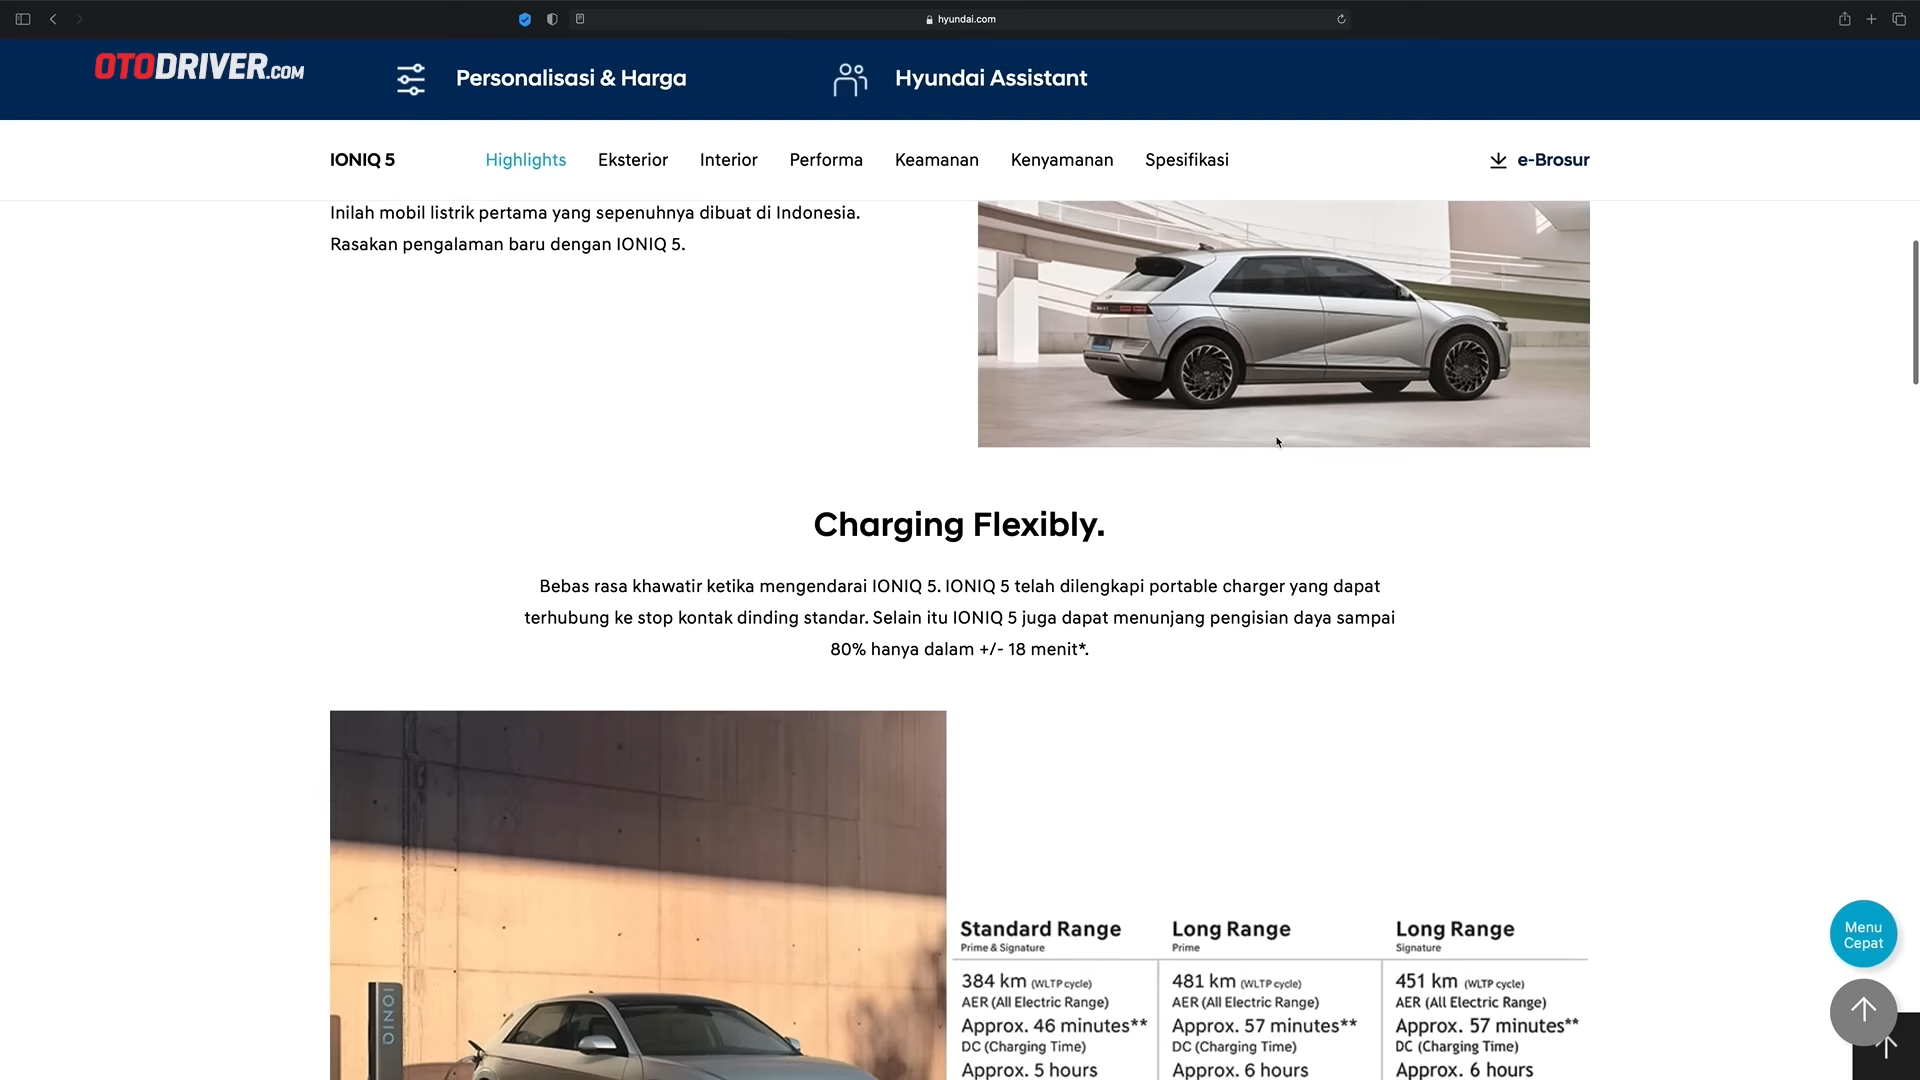 hyundai.com
OTODRIVER.COM
Personalisasi & Harga
Hyundai Assistant
IONIQ 5
Highlights
Eksterior
Interior
Performa
Keamanan
Kenyamanan
Spesifikasi
e-Brosur
Inilah mobil listrik pertama yang sepenuhnya dibuat di Indonesia.
Rasakan pengalaman baru dengan IONIQ 5.
Charging Flexibly.
Bebas rasa khawatir ketika mengendarai IONIQ 5. IONIQ 5 telah dilengkapi portable charger yang dapat
terhubung ke stop kontak dinding standar. Selain itu IONIQ 5 juga dapat menunjang pengisian daya sampai
80% hanya dalam +/- 18 menit*.
IONIQ
Standard Range
Prime & Signature
384 km (WLTP cycle)
AER (All Electric Range)
Approx. 46 minutes**
DC (Charging Time)
Approx. 5 hours
Long Range
Prime
481 km (WLTP cycle)
AER (All Electric Range)
Approx. 57 minutes**
DC (Charging Time)
Approx. 6 hours
Long Range
Signature
451 km (WLTP cycle)
AER (All Electric Range)
Approx. 57 minutes**
DC (Charging Time)
Approx. 6 hours
Menu
Cepat